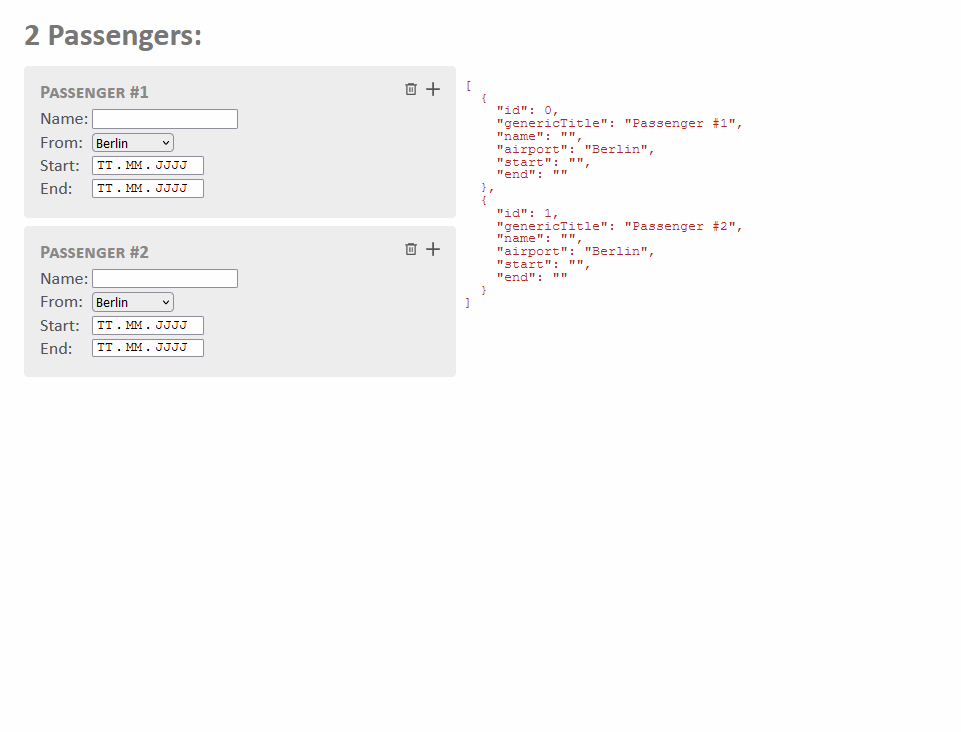 2 Passengers:
Passenger #1
Name:
From: Berlin
Start: TT.MM.JJJJ
End: TT.MM.JJJJ
Passenger #2
Name:
From: Berlin
Start: TT.MM.JJJJ
End: TT.MM.JJJJ
[
  {
    "id": 0,
    "genericTitle": "Passenger #1",
    "name": "",
    "airport": "Berlin",
    "start": "",
    "end": ""
  },
  {
    "id": 1,
    "genericTitle": "Passenger #2",
    "name": "",
    "airport": "Berlin",
    "start": "",
    "end": ""
  }
]